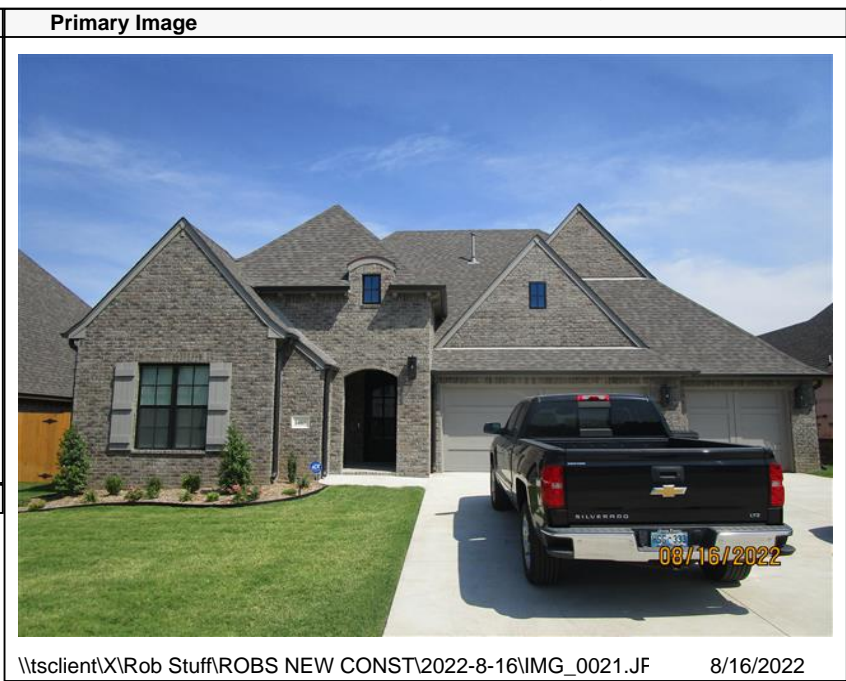 Primary Image
SILVERADO
LTZ
08/16/2022
\\tsclient\X\Rob Stuff\ROBS NEW CONST\2022-8-16\IMG_0021.JF 8/16/2022